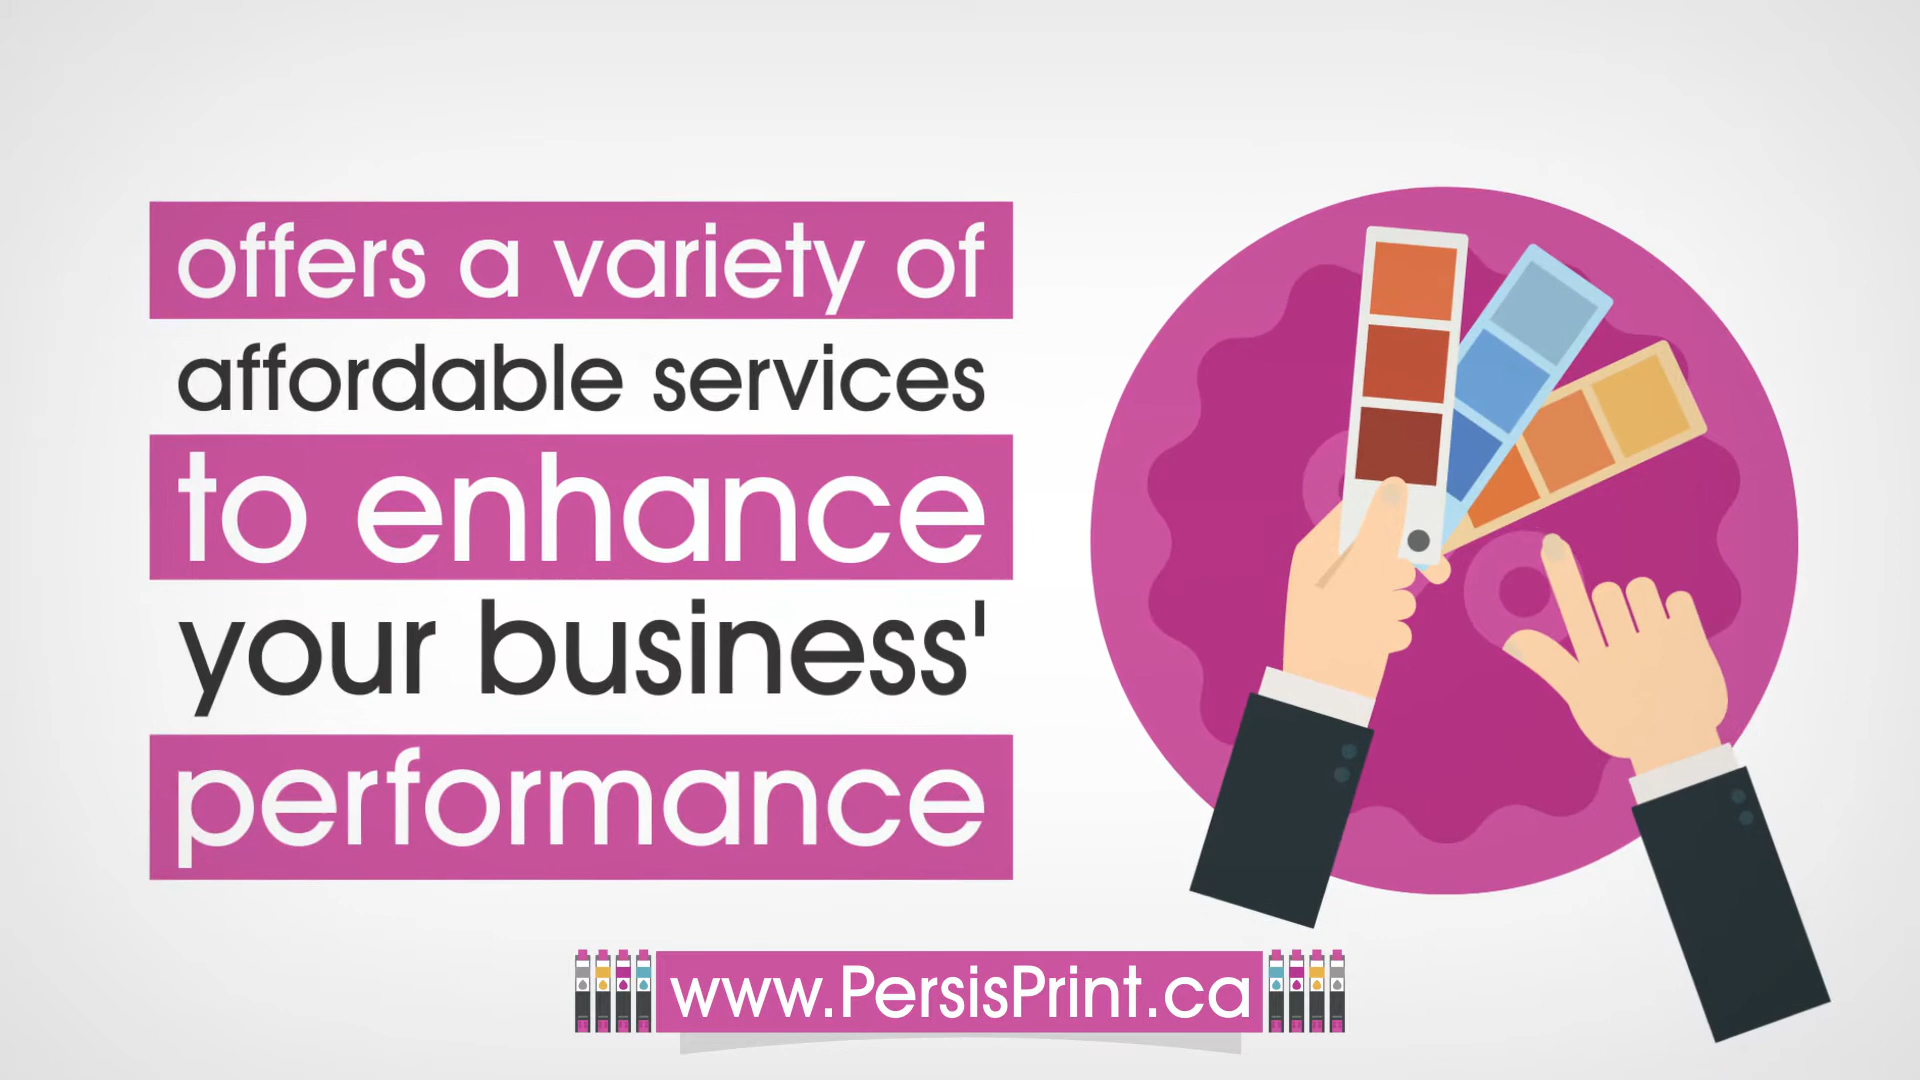 offers a variety of
affordable services
to enhance
your business'
performance
www.PersisPrint.ca